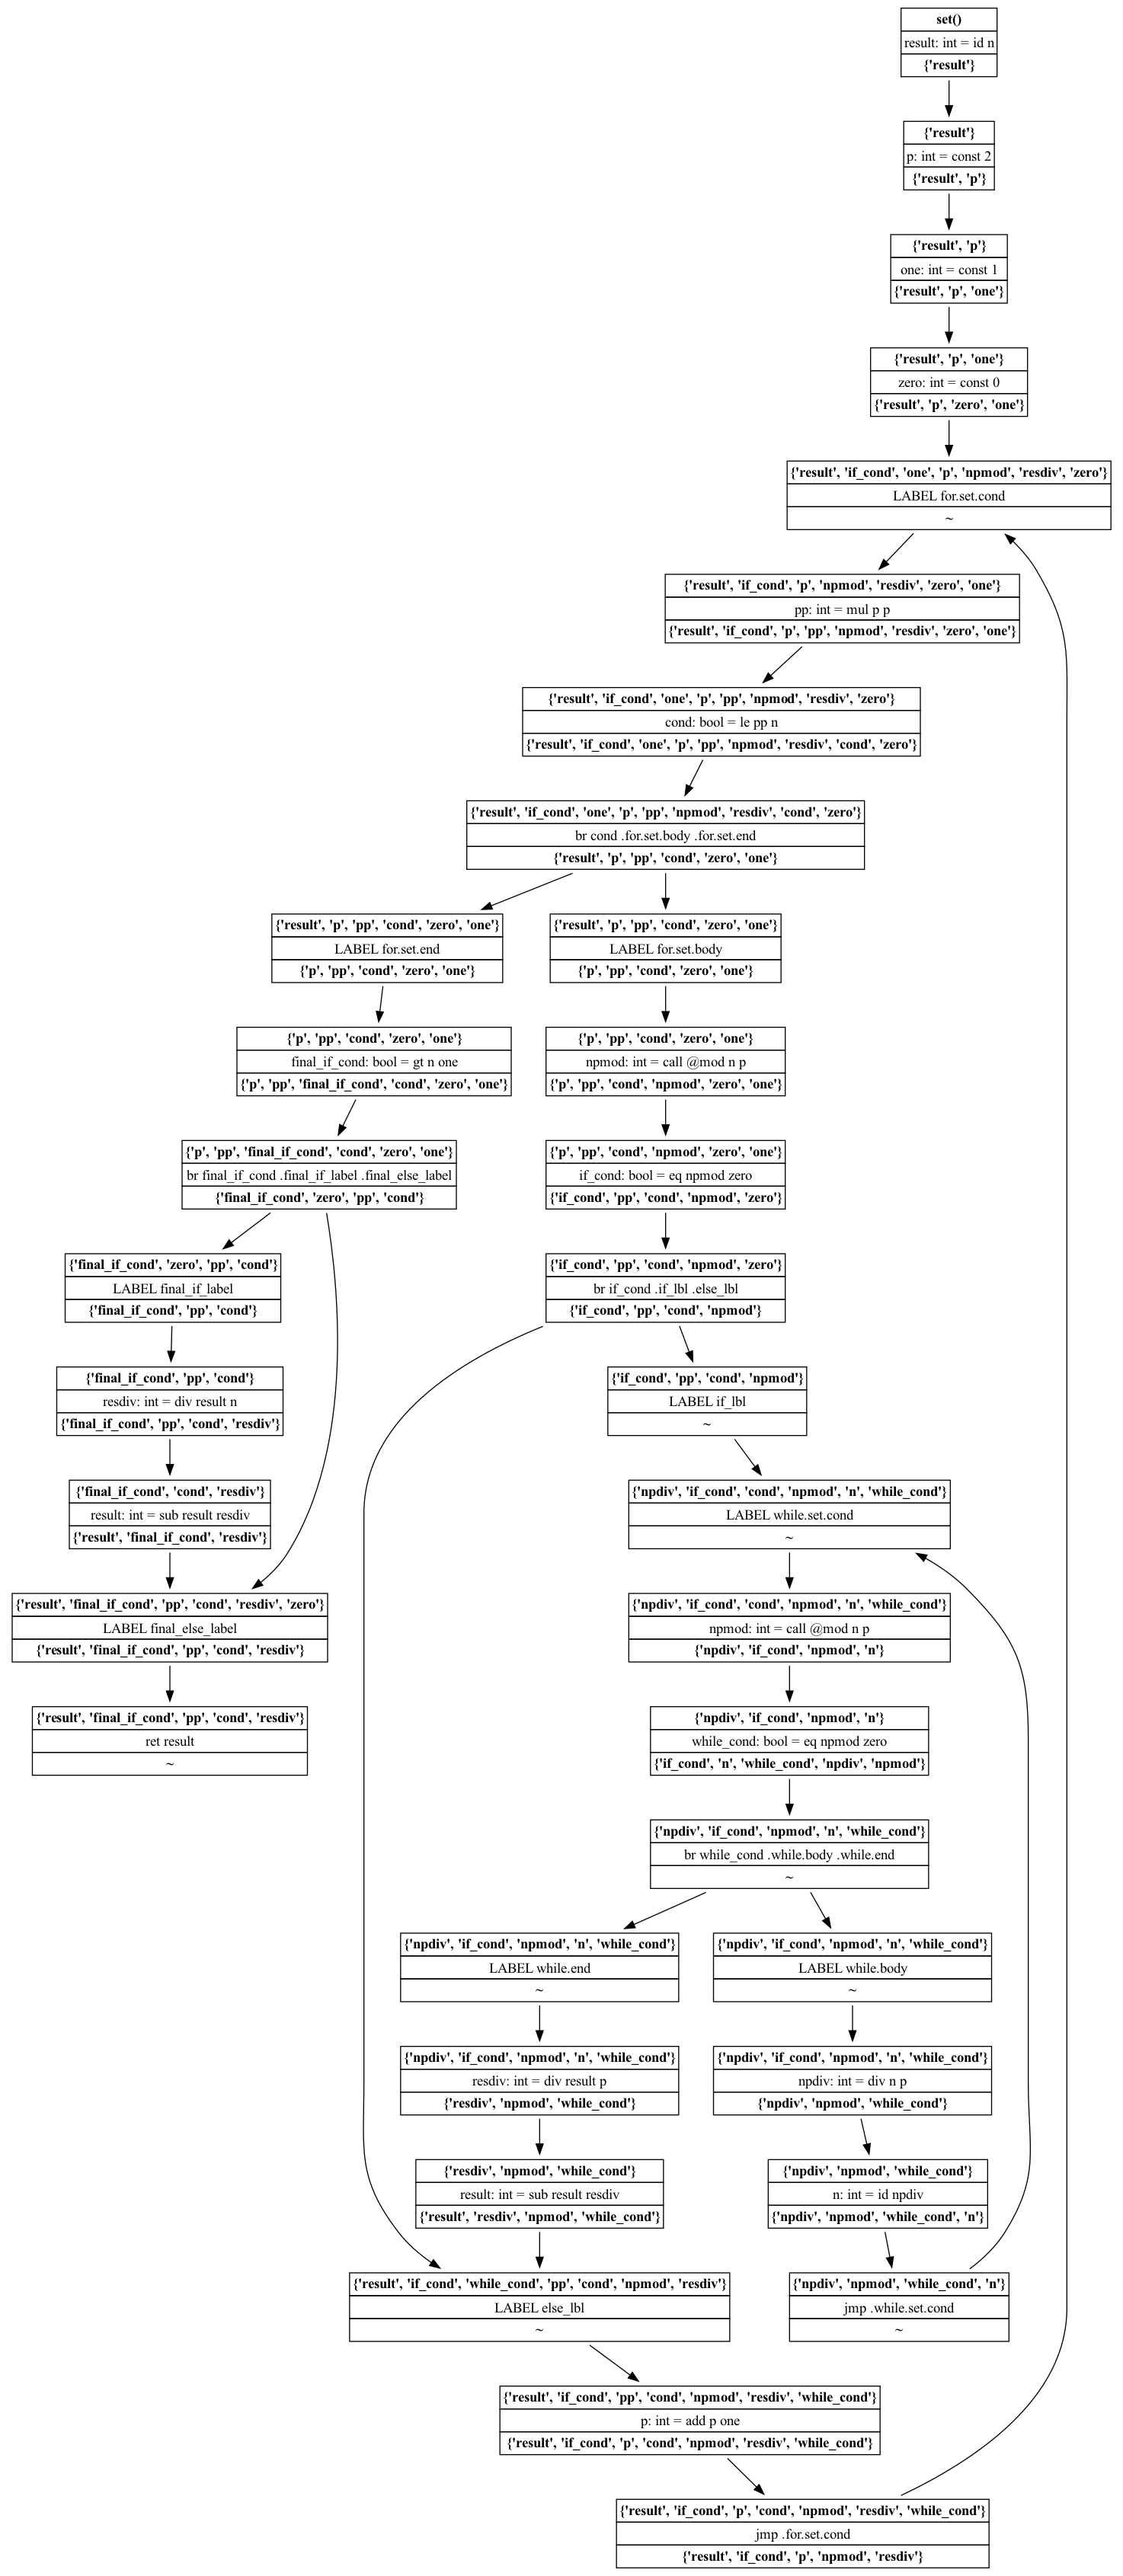 set()
result: int = id n
{'result'}
{'result'}
p: int = const 2
{'result', 'p'}
{'result', 'p'}
one: int = const 1
{'result', 'p', 'one'}
{'result', 'p', 'one'}
zero: int = const 0
{'result', 'p', 'zero', 'one'}
{'result', 'if_cond', 'one', 'p', 'npmod', 'resdiv', 'zero'}
LABEL for.set.cond
~
{'result', 'if_cond', 'p', 'npmod', 'resdiv', 'zero', 'one'}
pp: int = mul p p
{'result', 'if_cond', 'p', 'pp', 'npmod', 'resdiv', 'zero', 'one'}
{'result', 'if_cond', 'one', 'p', 'pp', 'npmod', 'resdiv', 'zero'}
cond: bool = le pp n
{'result', 'if_cond', 'one', 'p', 'pp', 'npmod', 'resdiv', 'cond', 'zero'}
{'result', 'if_cond', 'one', 'p', 'pp', 'npmod', 'resdiv', 'cond', 'zero'}
br cond .for.set.body .for.set.end
{'result', 'p', 'pp', 'cond', 'zero', 'one'}
{'result', 'p', 'pp', 'cond', 'zero', 'one'}
LABEL for.set.end
{'p', 'pp', 'cond', 'zero', 'one'}
{'result', 'p', 'pp', 'cond', 'zero', 'one'}
LABEL for.set.body
{'p', 'pp', 'cond', 'zero', 'one'}
{'p', 'pp', 'cond', 'zero', 'one'}
final_if_cond: bool = gt n one
{'p', 'pp', 'final_if_cond', 'cond', 'zero', 'one'}
{'p', 'pp', 'cond', 'zero', 'one'}
npmod: int = call @mod n p
{'p', 'pp', 'cond', 'npmod', 'zero', 'one'}
{'p', 'pp', 'final_if_cond', 'cond', 'zero', 'one'}
br final_if_cond .final_if_label .final_else_label
{'final_if_cond', 'zero', 'pp', 'cond'}
{'p', 'pp', 'cond', 'npmod', 'zero', 'one'}
if_cond: bool = eq npmod zero
{'if_cond', 'pp', 'cond', 'npmod', 'zero'}
{'final_if_cond', 'zero', 'pp', 'cond'}
LABEL final_if_label
{'final_if_cond', 'pp', 'cond'}
{'if_cond', 'pp', 'cond', 'npmod', 'zero'}
br if_cond .if_lbl .else_lbl
{'if_cond', 'pp', 'cond', 'npmod'}
{'final_if_cond', 'pp', 'cond'}
resdiv: int = div result n
{'final_if_cond', 'pp', 'cond', 'resdiv'}
{'if_cond', 'pp', 'cond', 'npmod'}
LABEL if_lbl
~
{'final_if_cond', 'cond', 'resdiv'}
result: int = sub result resdiv
{'result', 'final_if_cond', 'resdiv'}
{'npdiv', 'if_cond', 'cond', 'npmod', 'n', 'while_cond'}
LABEL while.set.cond
~
{'result', 'final_if_cond', 'pp', 'cond', 'resdiv', 'zero'}
LABEL final_else_label
{'result', 'final_if_cond', 'pp', 'cond', 'resdiv'}
{'npdiv', 'if_cond', 'cond', 'npmod', 'n', 'while_cond'}
npmod: int = call @mod n p
{'npdiv', 'if_cond', 'npmod', 'n'}
{'result', 'final_if_cond', 'pp', 'cond', 'resdiv'}
ret result
~
{'npdiv', 'if_cond', 'npmod', 'n'}
while_cond: bool = eq npmod zero
{'if_cond', 'n', 'while_cond', 'npdiv', 'npmod'}
{'npdiv', 'if_cond', 'npmod', 'n', 'while_cond'}
br while_cond .while.body .while.end
~
{'npdiv', 'if_cond', 'npmod', 'n', 'while_cond'}
LABEL while.end
~
{'npdiv', 'if_cond', 'npmod', 'n', 'while_cond'}
LABEL while.body
~
{'npdiv', 'if_cond', 'npmod', 'n', 'while_cond'}
resdiv: int = div result p
{'resdiv', 'npmod', 'while_cond'}
{'npdiv', 'if_cond', 'npmod', 'n', 'while_cond'}
npdiv: int = div n p
{'npdiv', 'npmod', 'while_cond'}
{'resdiv', 'npmod', 'while_cond'}
result: int = sub result resdiv
{'result', 'resdiv', 'npmod', 'while_cond'}
{'npdiv', 'npmod', 'while_cond'}
n: int = id npdiv
{'npdiv', 'npmod', 'while_cond', 'n'}
{'result', 'if_cond', 'while_cond', 'pp', 'cond', 'npmod', 'resdiv'}
LABEL else_lbl
~
{'npdiv', 'npmod', 'while_cond', 'n'}
jmp .while.set.cond
~
{'result', 'if_cond', 'pp', 'cond', 'npmod', 'resdiv', 'while_cond'}
p: int = add p one
{'result', 'if_cond', 'p', 'cond', 'npmod', 'resdiv', 'while_cond'}
{'result', 'if_cond', 'p', 'cond', 'npmod', 'resdiv', 'while_cond'}
jmp .for.set.cond
{'result', 'if_cond', 'p', 'npmod', 'resdiv'}